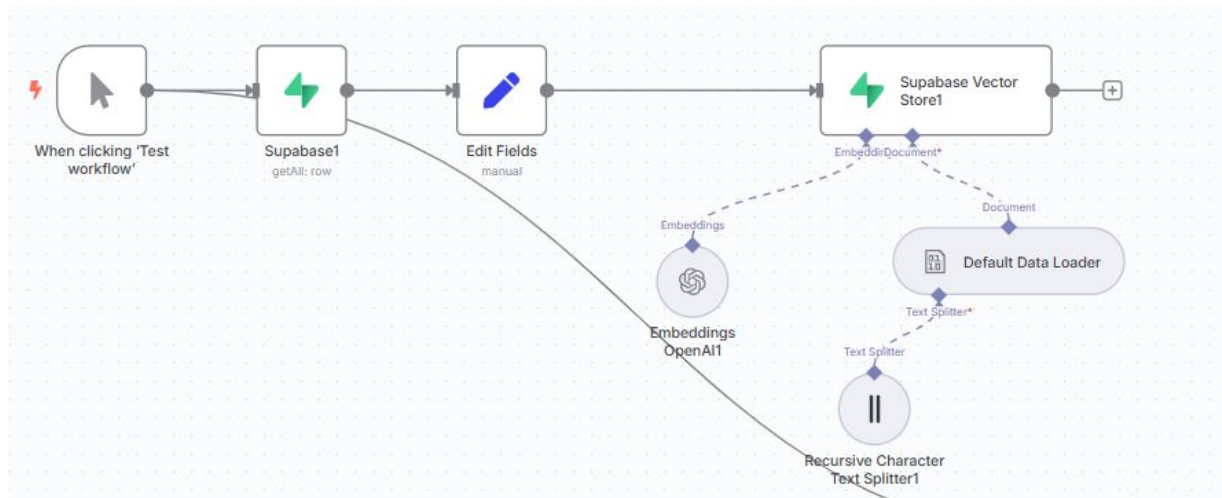 When clicking ‘Test
workflow’
Supabase1
getAll: row
Edit Fields
manual
Supabase Vector
Store1
Document*
Embeddings
Embeddings
OpenAI1
Document
Default Data Loader
Text Splitter*
Text Splitter
Recursive Character
Text Splitter1